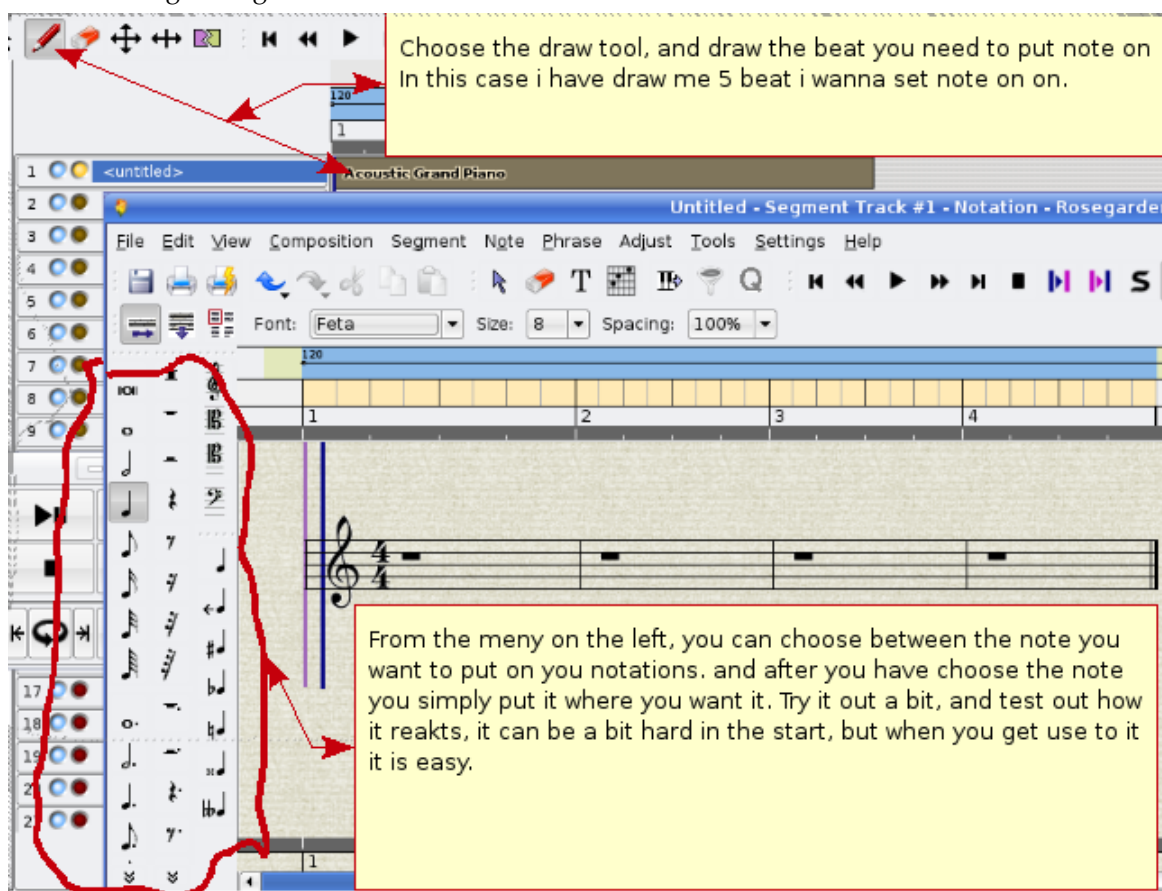 Choose the draw tool, and draw the beat you need to put note on
In this case i have draw me 5 beat i wanna set note on on.
120
1
1 <untitled> Acoustic Grand Piano
2
Untitled - Segment Track #1 - Notation - Rosegarde
3
File Edit View Composition Segment Note Phrase Adjust Tools Settings Help
4
5
6
Font: Feta Size: 8 Spacing: 100%
7
120
8
1 2 3 4
9
From the meny on the left, you can choose between the note you
want to put on you notations. and after you have choose the note
you simply put it where you want it. Try it out a bit, and test out how
it reakts, it can be a bit hard in the start, but when you get use to it
it is easy.
17
18
19
2
2
1